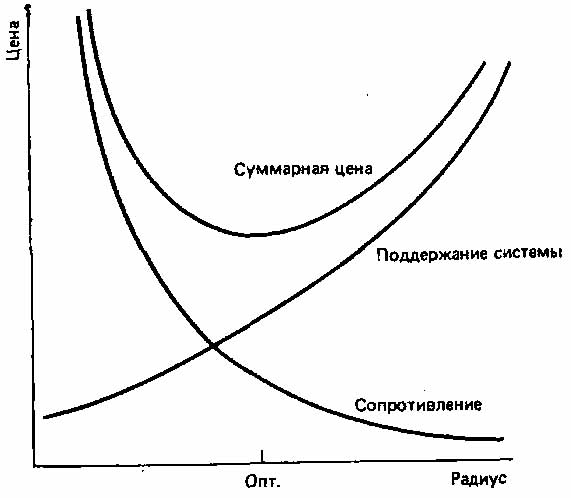 Цена
Суммарная цена
Поддержание системы
Сопротивление
Опт.
Радиус